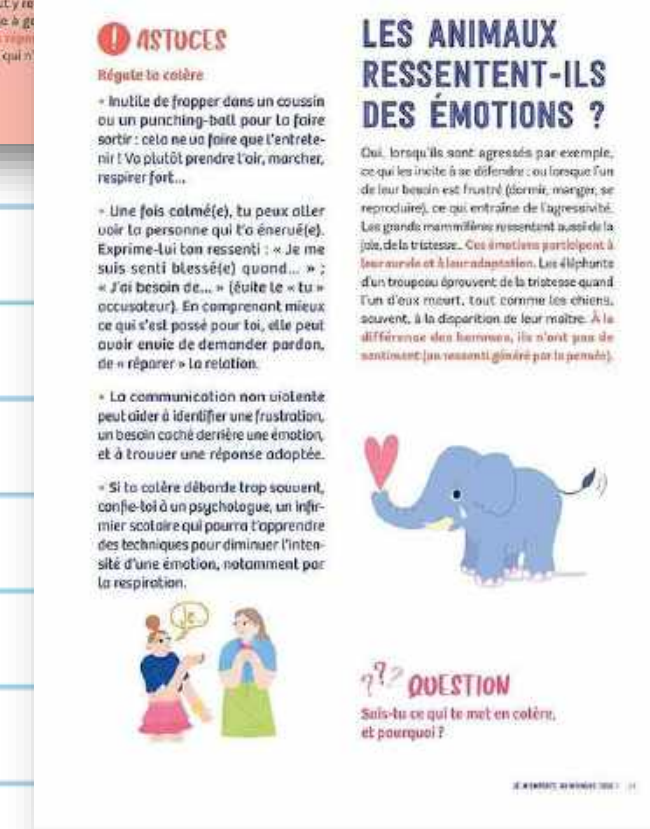 ASTUCES
Régule ta colère
• Inutile de frapper dans un coussin
ou un punching-ball pour la faire
sortir : cela ne va faire que l'entrete-
nir ! Va plutôt prendre l'air, marcher,
respirer fort...
• Une fois calmé(e), tu peux aller
voir la personne qui t'a énervé(e).
Exprime-lui ton ressenti : « Je me
suis senti blessé(e) quand... » ;
« J'ai besoin de... » (évite le « tu »
accusateur). En comprenant mieux
ce qui s'est passé pour toi, elle peut
avoir envie de demander pardon,
de « réparer » la relation.
• La communication non violente
peut aider à identifier une frustration,
un besoin caché derrière une émotion,
et à trouver une réponse adaptée.
• Si ta colère déborde trop souvent,
confie-toi à un psychologue, un infir-
mier scolaire qui pourra t'apprendre
des techniques pour diminuer l'inten-
sité d'une émotion, notamment par
la respiration.
Je
LES ANIMAUX
RESSENTENT-ILS
DES ÉMOTIONS ?
Oui, lorsqu'ils sont agressés par exemple,
ce qui les incite à se défendre ; ou lorsque l'un
de leur besoin est frustré (dormir, manger, se
reproduire), ce qui entraîne de l'agressivité.
Les grands mammifères ressentent aussi de la
joie, de la tristesse... Ces émotions participent à
leur survie et à leur adaptation. Les éléphants
d'un troupeau éprouvent de la tristesse quand
l'un d'eux meurt, tout comme les chiens,
souvent, à la disparition de leur maître. À la
différence des hommes, ils n'ont pas de
sentiment (un ressenti généré par la pensée).
??? QUESTION
Sais-tu ce qui te met en colère,
et pourquoi ?